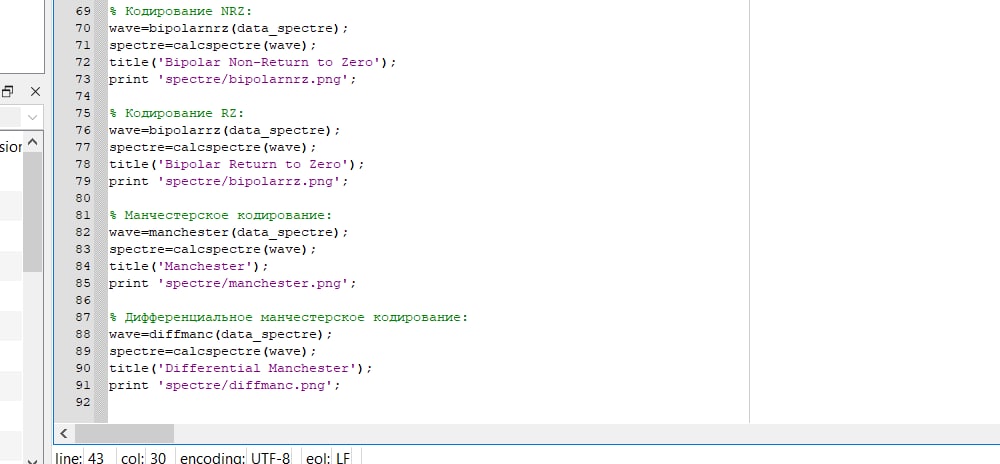 69 % Кодирование NRZ:
70 wave=bipolarnrz(data_spectre);
71 spectre=calcspectre(wave);
72 title('Bipolar Non-Return to Zero');
73 print 'spectre/bipolarnrz.png';
74
75 % Кодирование RZ:
76 wave=bipolarrz(data_spectre);
77 spectre=calcspectre(wave);
78 title('Bipolar Return to Zero');
79 print 'spectre/bipolarrz.png';
80
81 % Манчестерское кодирование:
82 wave=manchester(data_spectre);
83 spectre=calcspectre(wave);
84 title('Manchester');
85 print 'spectre/manchester.png';
86
87 % Дифференциальное манчестерское кодирование:
88 wave=diffmanc(data_spectre);
89 spectre=calcspectre(wave);
90 title('Differential Manchester');
91 print 'spectre/diffmanc.png';
92
line: 43 col: 30 encoding: UTF-8 eol: LF